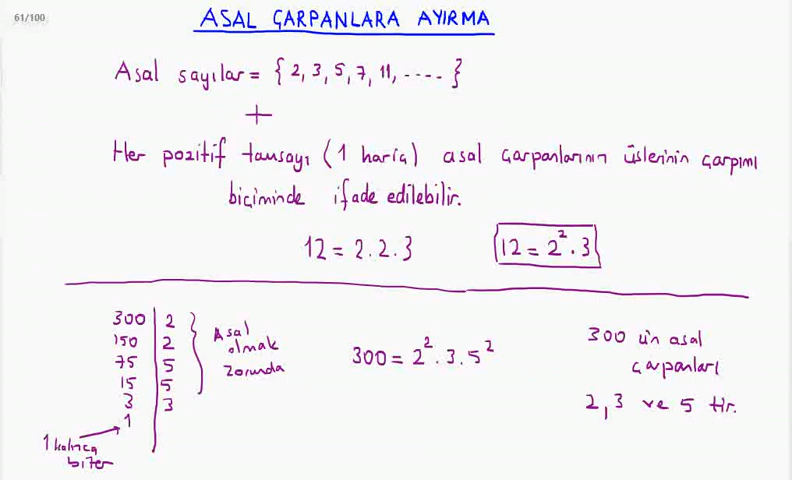 61/100
ASAL ÇARPANLARA AYIRMA
Asal sayılar = { 2, 3, 5, 7, 11, ..... }
+
Her pozitif tamsayı (1 hariç) asal çarpanlarının üslerinin çarpımı
biçiminde ifade edilebilir.
12 = 2.2.3 12 = 2².3
300 | 2
150 | 2
75 | 5
15 | 5
3 | 3
1
Asal
olmak
zorunda
1 kalınca
biter
300 = 2².3.5²
300 ün asal
çarpanları
2, 3 ve 5 tir.